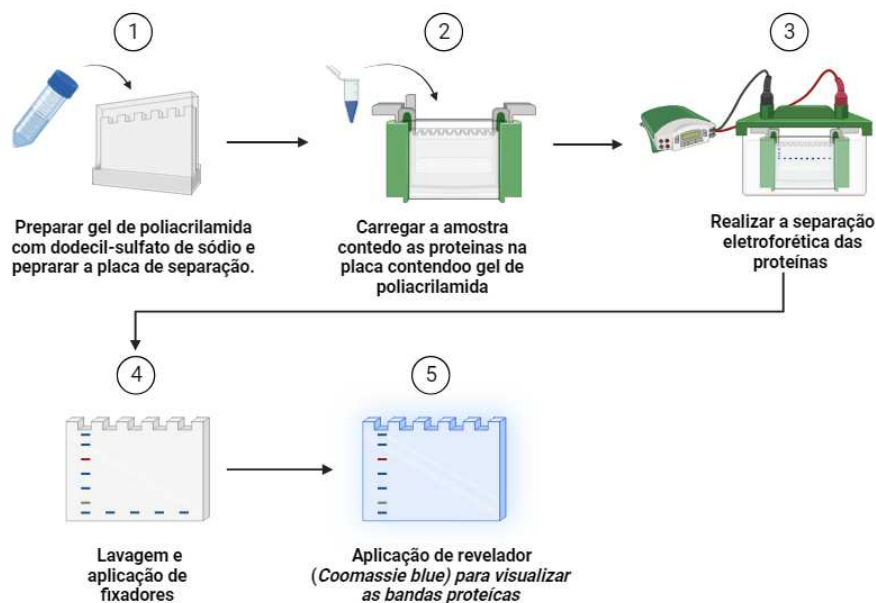 1
2
3
Preparar gel de poliacrilamida
com dodecil-sulfato de sódio e
peprarar a placa de separação.
Carregar a amostra
contedo as proteinas na
placa contendoo gel de
poliacrilamida
Realizar a separação
eletroforética das
proteínas
4
5
Lavagem e
aplicação de
fixadores
Aplicação de revelador
(Coomassie blue) para visualizar
as bandas proteícas